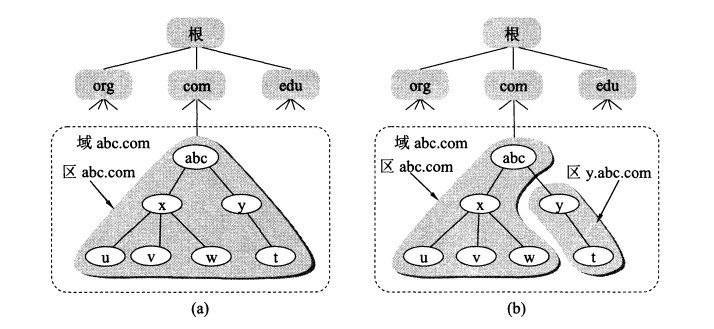 根
org com edu
域 abc.com
区 abc.com
abc
x y
u v w t
(a)
根
org com edu
域 abc.com
区 abc.com
区 y.abc.com
abc
x y
u v w t
(b)